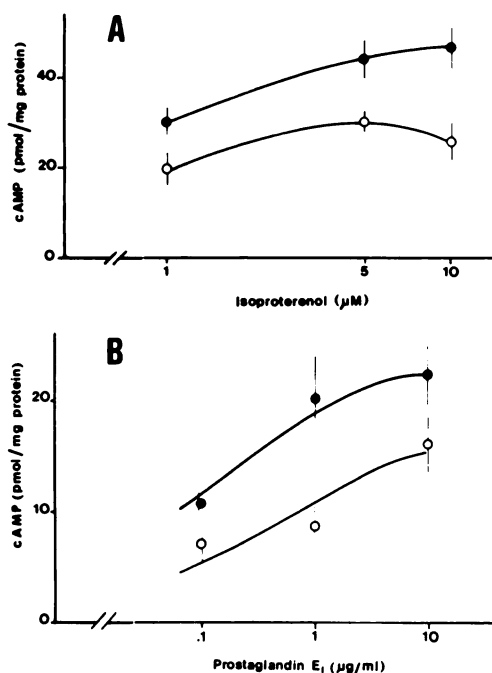 A
cAMP (pmol/mg protein)
40
20
0
1 5 10
Isoproterenol (µM)
B
cAMP (pmol/mg protein)
20
10
0
.1 1 10
Prostaglandin E₁ (µg/ml)